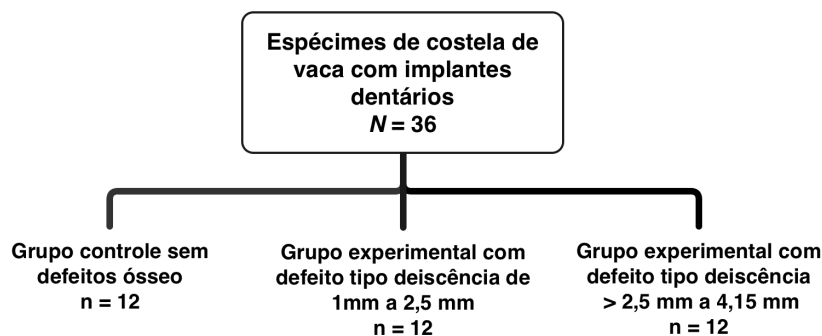 Espécimes de costela de
vaca com implantes
dentários
N = 36
Grupo controle sem
defeitos ósseo
n = 12
Grupo experimental com
defeito tipo deiscência de
1mm a 2,5 mm
n = 12
Grupo experimental com
defeito tipo deiscência
> 2,5 mm a 4,15 mm
n = 12